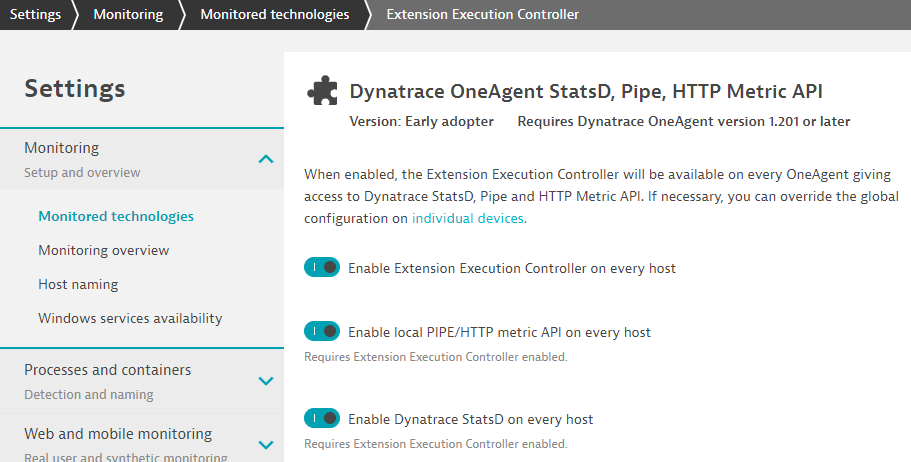 Settings
Monitoring
Monitored technologies
Extension Execution Controller
Settings
Monitoring
Setup and overview
Monitored technologies
Monitoring overview
Host naming
Windows services availability
Processes and containers
Detection and naming
Web and mobile monitoring
Real user and synthetic monitoring
Dynatrace OneAgent StatsD, Pipe, HTTP Metric API
Version: Early adopter Requires Dynatrace OneAgent version 1.201 or later
When enabled, the Extension Execution Controller will be available on every OneAgent giving
access to Dynatrace StatsD, Pipe and HTTP Metric API. If necessary, you can override the global
configuration on individual devices.
Enable Extension Execution Controller on every host
Enable local PIPE/HTTP metric API on every host
Requires Extension Execution Controller enabled.
Enable Dynatrace StatsD on every host
Requires Extension Execution Controller enabled.